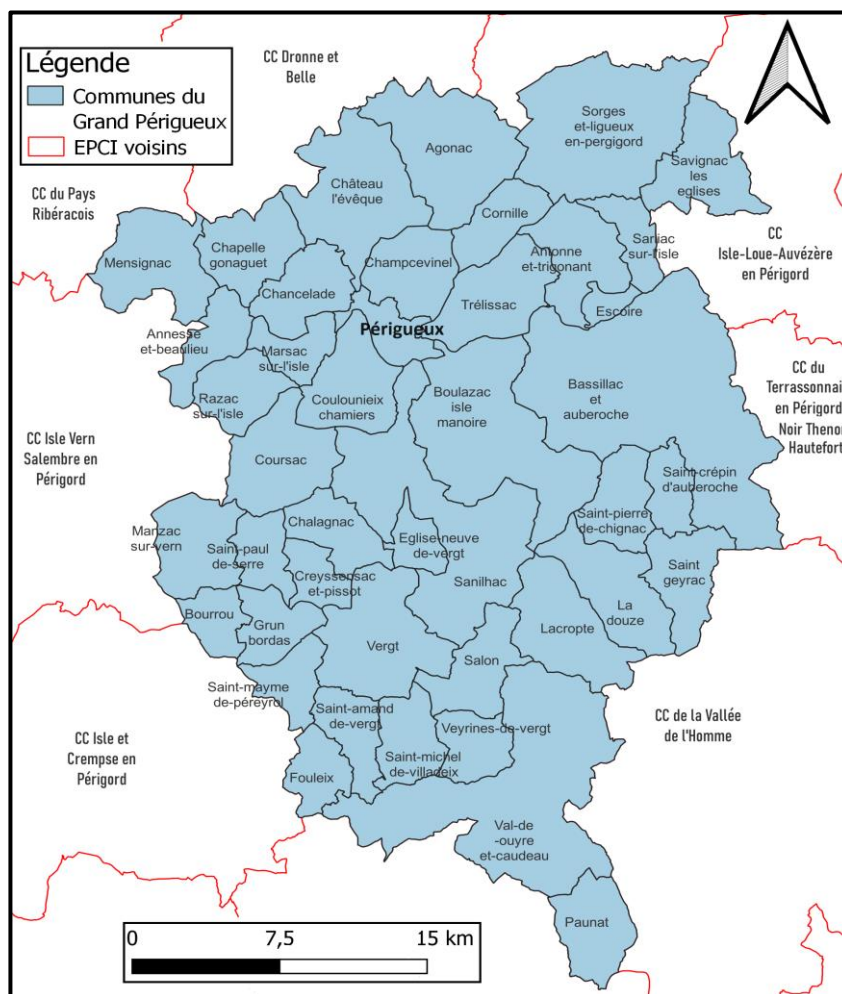 Légende
Communes du
Grand Périgueux
EPCI voisins
CC Dronne et
Belle
CC du Pays
Ribéracois
CC
Isle-Loue-Auvézère
en Périgord
CC du
Terrassonnais
en Périgord
Noir Thenon
Hautefort
CC Isle Vern
Salembre en
Périgord
CC Isle et
Crempse en
Périgord
CC de la Vallée
de l'Homme
Sorges
et-ligueux
en-pergigord
Agonac
Savignac
les
eglises
Château
l'évêque
Cornille
Mensignac
Chapelle
gonaguet
Champcevinel
Antonne
et-trigonant
Sarliac
sur-l'isle
Chancelade
Trélissac
Escoire
Périgueux
Annesse
et-beaulieu
Marsac
sur-l'isle
Razac
sur-l'isle
Coulounieix
chamiers
Boulazac
isle
manoire
Bassillac
et
auberoche
Coursac
Saint-crépin
d'auberoche
Saint-pierre
de-chignac
Manzac
sur-vern
Saint-paul
de-serre
Chalagnac
Eglise-neuve
de-vergt
Creyssensac
et-pissot
Sanilhac
Saint
geyrac
Bourrou
Grun
bordas
Vergt
Lacropte
La
douze
Salon
Saint-mayme
de-péreyrol
Saint-amand
de-vergt
Veyrines-de-vergt
Saint-michel
de-villadeix
Fouleix
Val-de
-ouyre
et-caudeau
Paunat
0
7,5
15 km